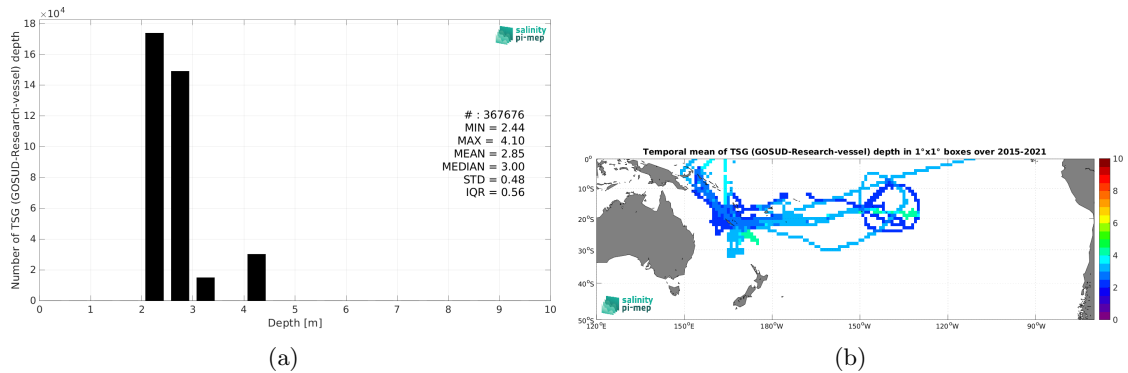 ×10⁴
18
16
14
12
10
8
6
4
2
0
Number of TSG (GOSUD-Research-vessel) depth
salinity
pi-mep
# : 367676
MIN = 2.44
MAX = 4.10
MEAN = 2.85
MEDIAN = 3.00
STD = 0.48
IQR = 0.56
0 1 2 3 4 5 6 7 8 9 10
Depth [m]
(a)
Temporal mean of TSG (GOSUD-Research-vessel) depth in 1°x1° boxes over 2015-2021
0°
10°S
20°S
30°S
40°S
50°S
salinity
pi-mep
120°E 150°E 180°W 150°W 120°W 90°W
10
8
6
4
2
0
(b)